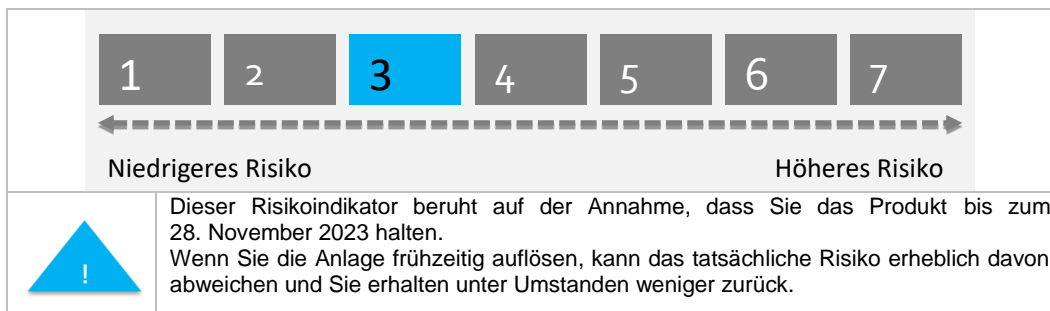 1 2 3 4 5 6 7
Niedrigeres Risiko Höheres Risiko
Dieser Risikoindikator beruht auf der Annahme, dass Sie das Produkt bis zum
28. November 2023 halten.
Wenn Sie die Anlage frühzeitig auflösen, kann das tatsächliche Risiko erheblich davon
! abweichen und Sie erhalten unter Umstanden weniger zurück.